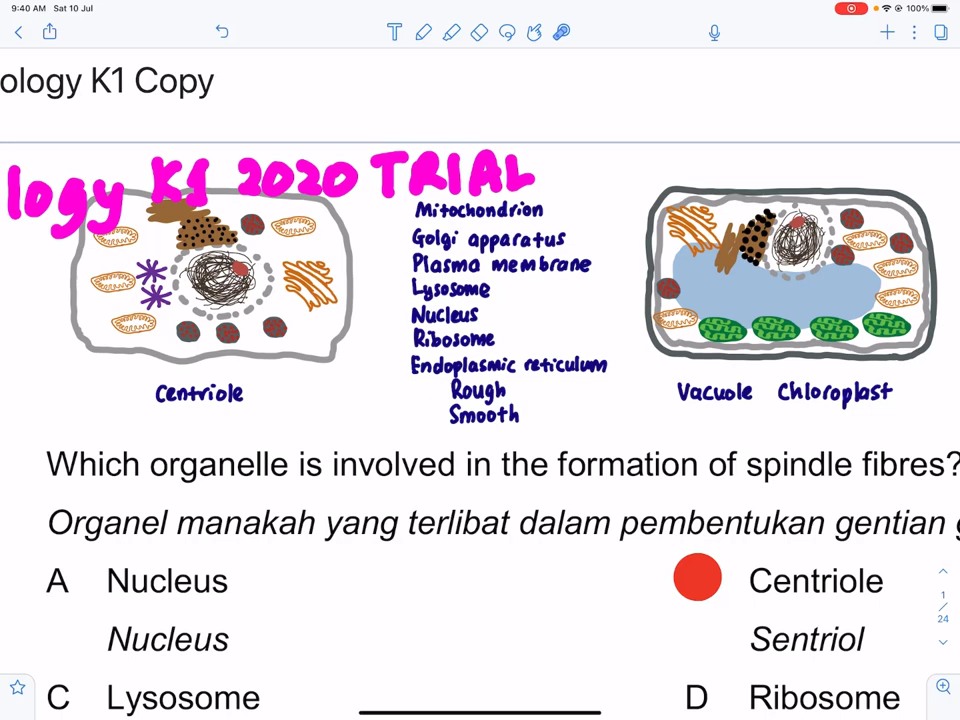 9:40 AM Sat 10 Jul
100%
T
ology K1 Copy
logy K1 2020 TRIAL
Mitochondrion
Golgi apparatus
Plasma membrane
Lysosome
Nucleus
Ribosome
Endoplasmic reticulum
Rough
Smooth
Centriole
Vacuole Chloroplast
Which organelle is involved in the formation of spindle fibres?
Organel manakah yang terlibat dalam pembentukan gentian g
A Nucleus
Centriole
Nucleus
Sentriol
C Lysosome
D Ribosome
1
/
24